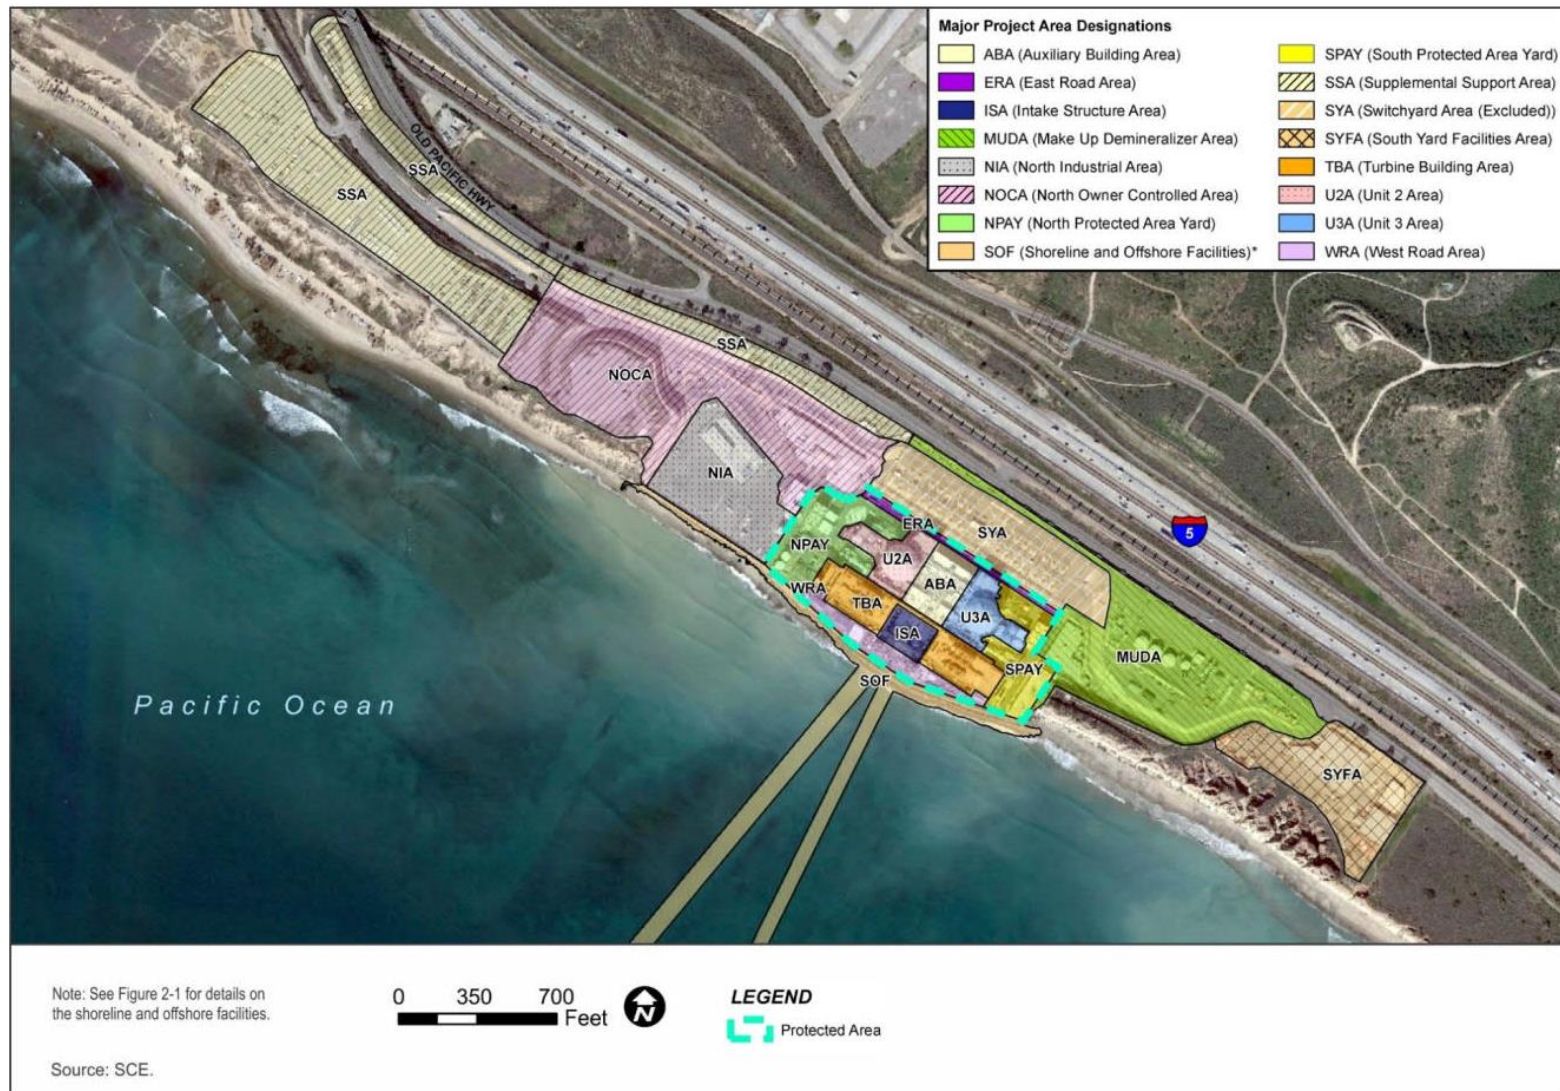 Major Project Area Designations
ABA (Auxiliary Building Area)
ERA (East Road Area)
ISA (Intake Structure Area)
MUDA (Make Up Demineralizer Area)
NIA (North Industrial Area)
NOCA (North Owner Controlled Area)
NPAY (North Protected Area Yard)
SOF (Shoreline and Offshore Facilities)*
SPAY (South Protected Area Yard)
SSA (Supplemental Support Area)
SYA (Switchyard Area (Excluded))
SYFA (South Yard Facilities Area)
TBA (Turbine Building Area)
U2A (Unit 2 Area)
U3A (Unit 3 Area)
WRA (West Road Area)
OLD PACIFIC HWY
SSA
SSA
SSA
NOCA
NIA
ERA
SYA
5
NPAY
U2A
ABA
WRA
TBA
U3A
ISA
MUDA
SPAY
SOF
Pacific Ocean
SYFA
Note: See Figure 2-1 for details on
the shoreline and offshore facilities.
0 350 700
Feet
N
LEGEND
Protected Area
Source: SCE.